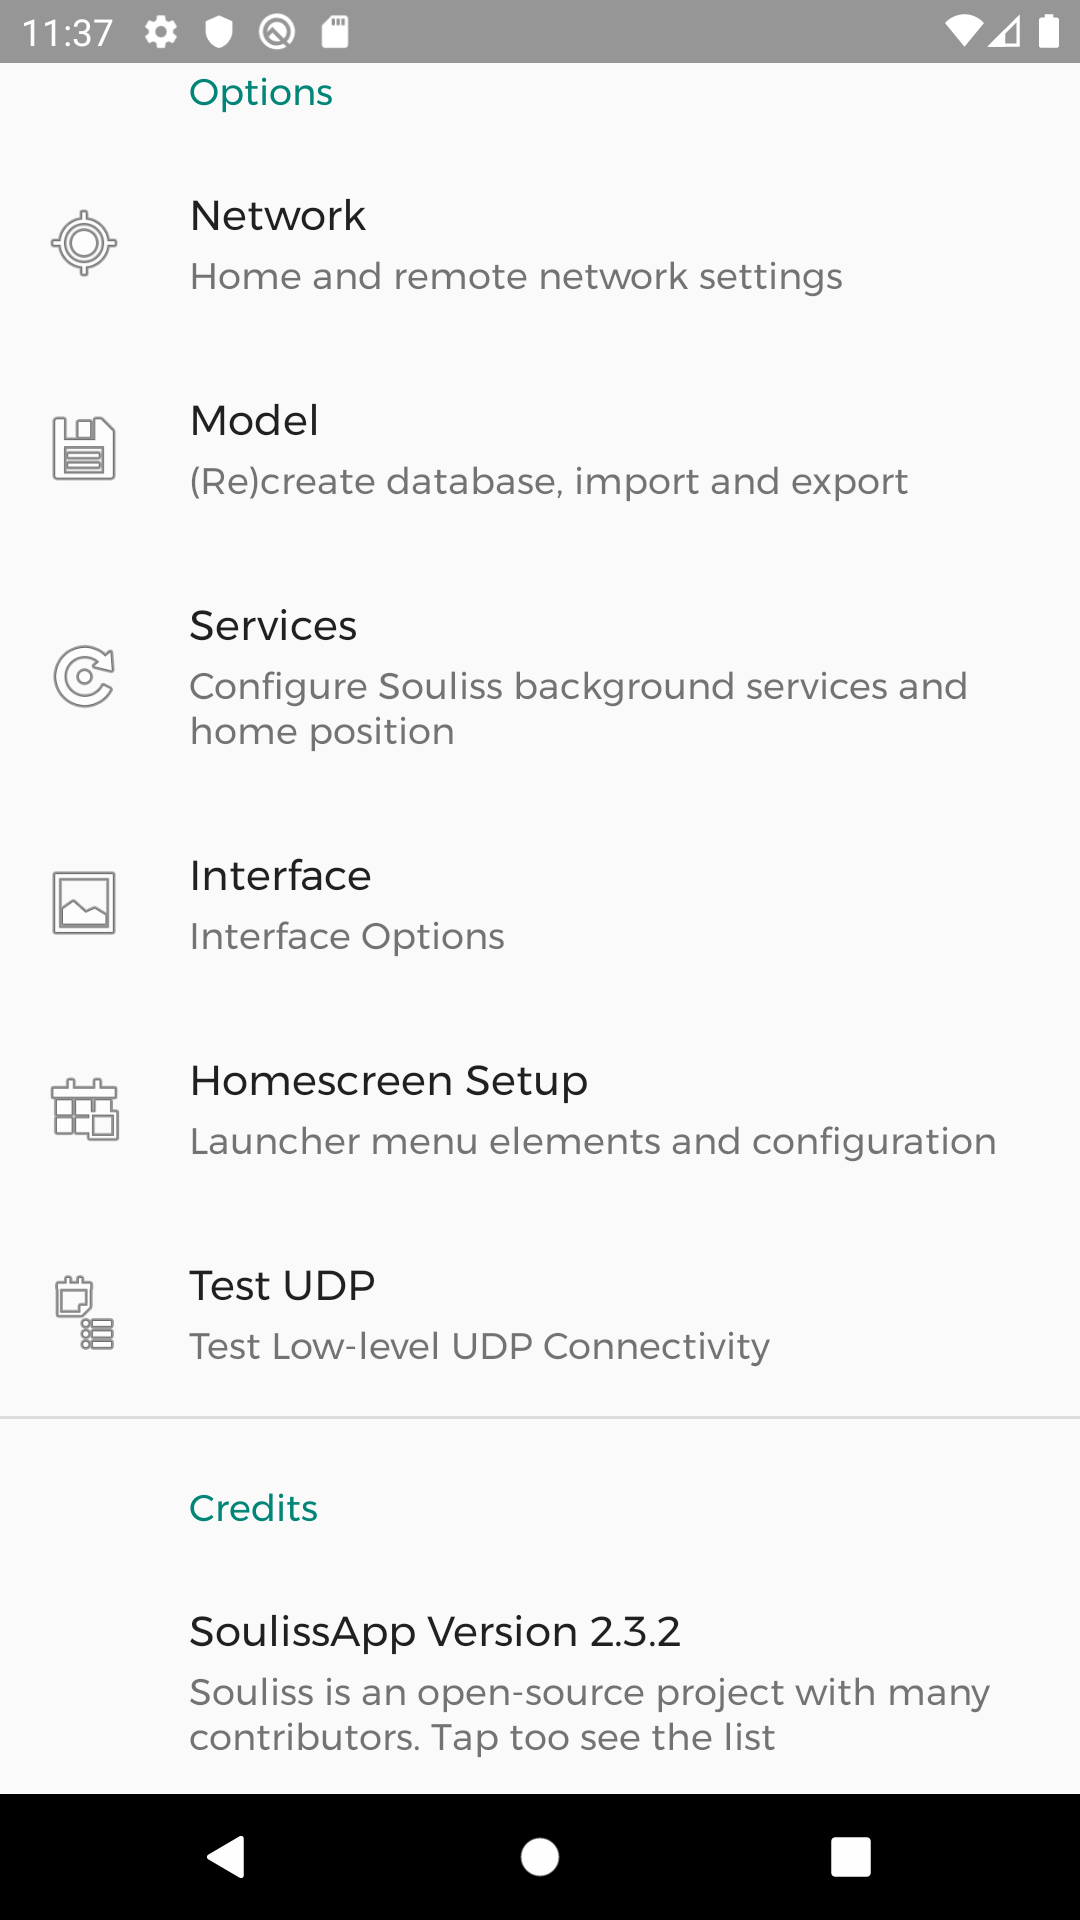 11:37
Options
Network
Home and remote network settings
Model
(Re)create database, import and export
Services
Configure Souliss background services and
home position
Interface
Interface Options
Homescreen Setup
Launcher menu elements and configuration
Test UDP
Test Low-level UDP Connectivity
Credits
SoulissApp Version 2.3.2
Souliss is an open-source project with many
contributors. Tap too see the list